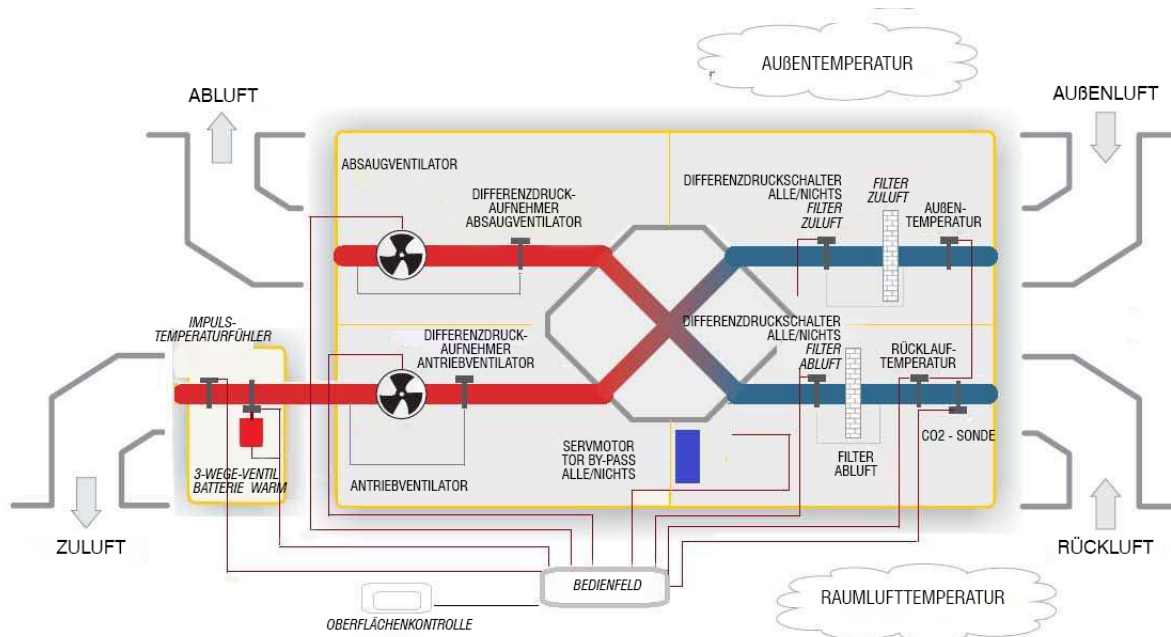 AUßENTEMPERATUR
ABLUFT
AUßENLUFT
ABSAUGVENTILATOR
DIFFERENZDRUCK-
AUFNEHMER
ABSAUGVENTILATOR
DIFFERENZDRUCKSCHALTER
ALLE/NICHTS
FILTER
ZULUFT
FILTER
ZULUFT
AUßEN-
TEMPERATUR
IMPULS-
TEMPERATURFÜHLER
DIFFERENZDRUCK-
AUFNEHMER
ANTRIEBVENTILATOR
DIFFERENZDRUCKSCHALTER
ALLE/NICHTS
FILTER
ABLUFT
RÜCKLAUF-
TEMPERATUR
3-WEGE-VENTIL
BATTERIE WARM
ANTRIEBVENTILATOR
SERVMOTOR
TOR BY-PASS
ALLE/NICHTS
FILTER
ABLUFT
CO2 - SONDE
ZULUFT
RÜCKLUFT
BEDIENFELD
OBERFLÄCHENKONTROLLE
RAUMLUFTTEMPERATUR